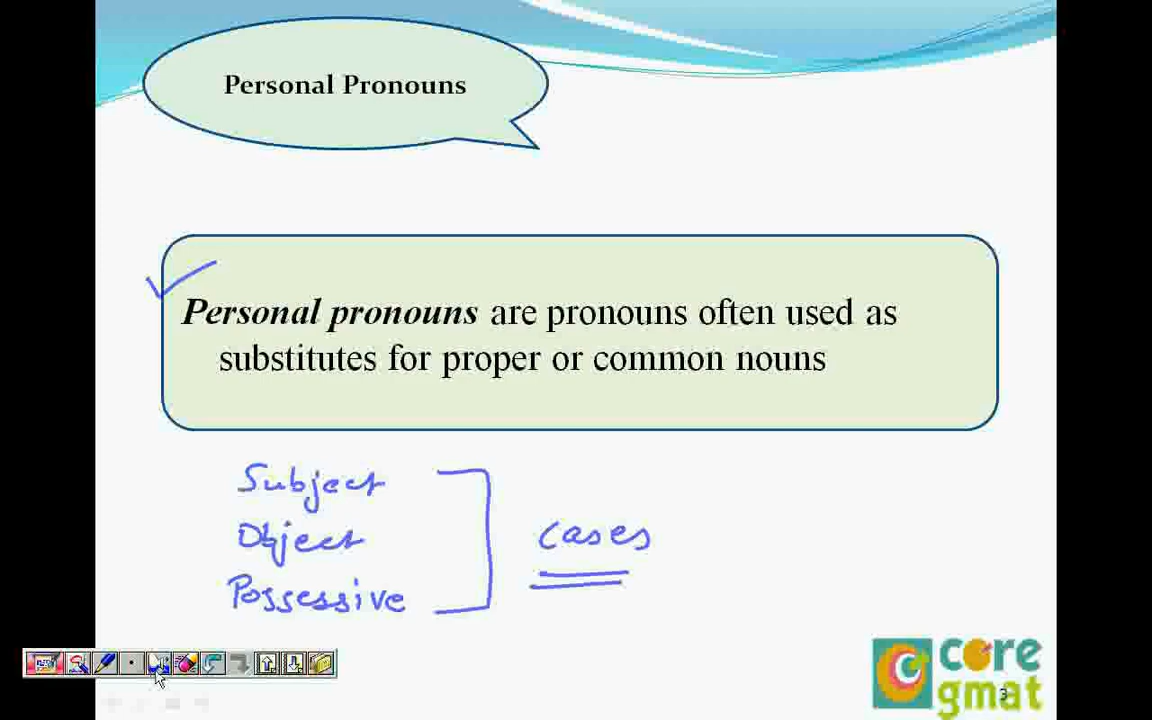 Personal Pronouns
Personal pronouns are pronouns often used as
substitutes for proper or common nouns
Subject
Object
Possessive
cases
core
gmat
3